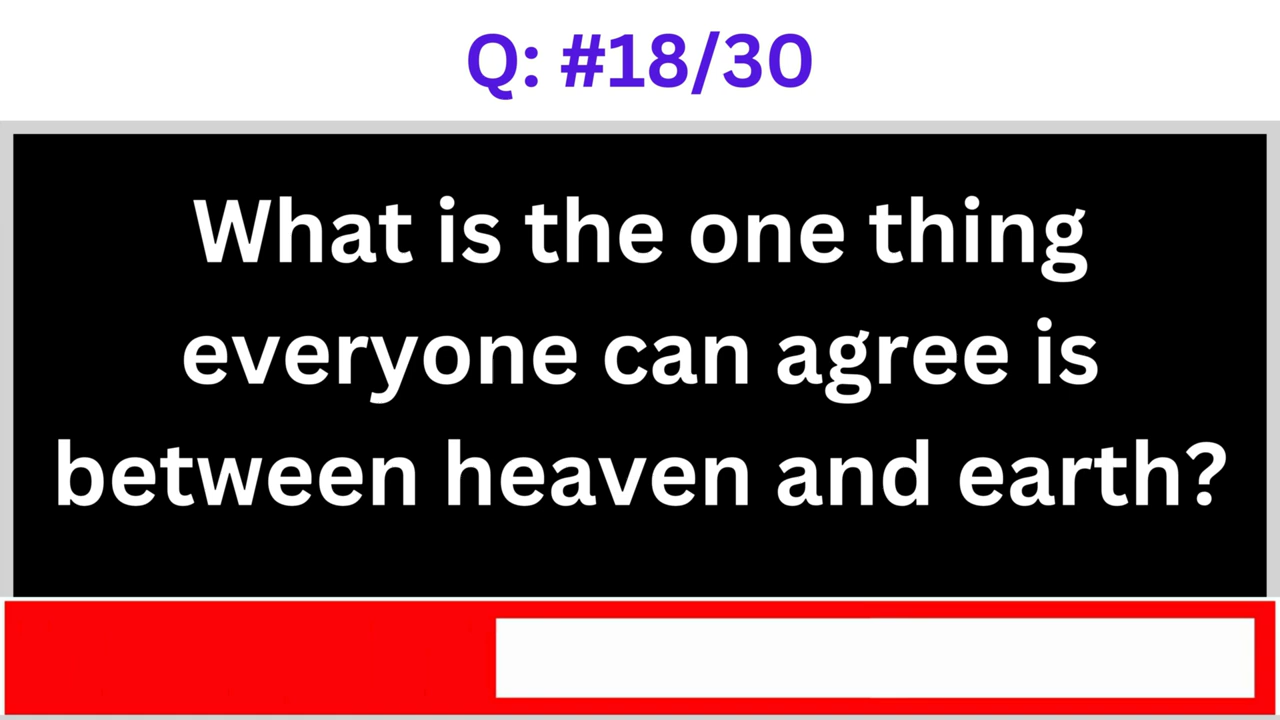 Q: #18/30
What is the one thing
everyone can agree is
between heaven and earth?